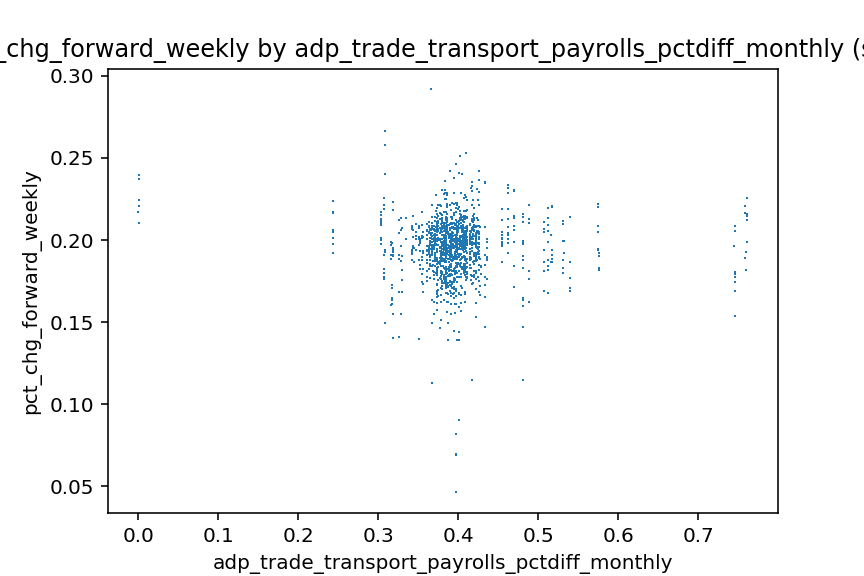 _chg_forward_weekly by adp_trade_transport_payrolls_pctdiff_monthly (
0.30
0.25
0.20
0.15
0.10
0.05
pct_chg_forward_weekly
0.0 0.1 0.2 0.3 0.4 0.5 0.6 0.7
adp_trade_transport_payrolls_pctdiff_monthly